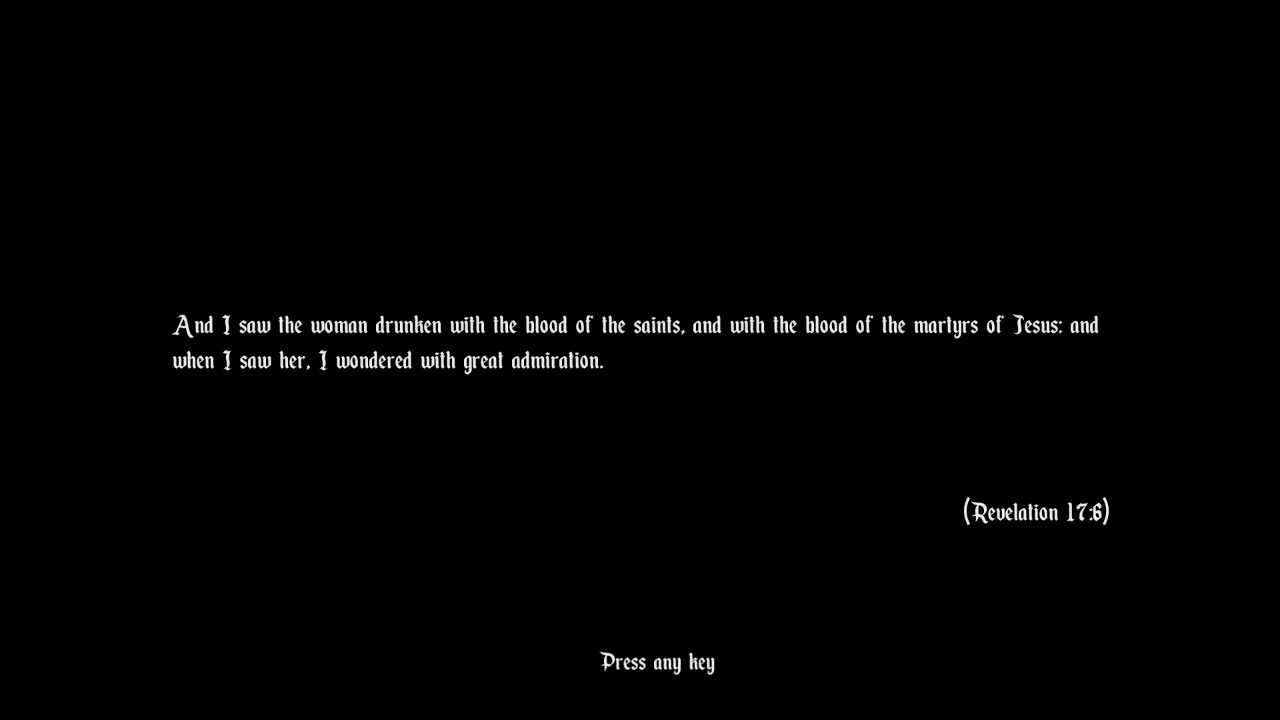 And I saw the woman drunken with the blood of the saints, and with the blood of the martyrs of Jesus: and
when I saw her, I wondered with great admiration.
(Revelation 17:6)
Press any key